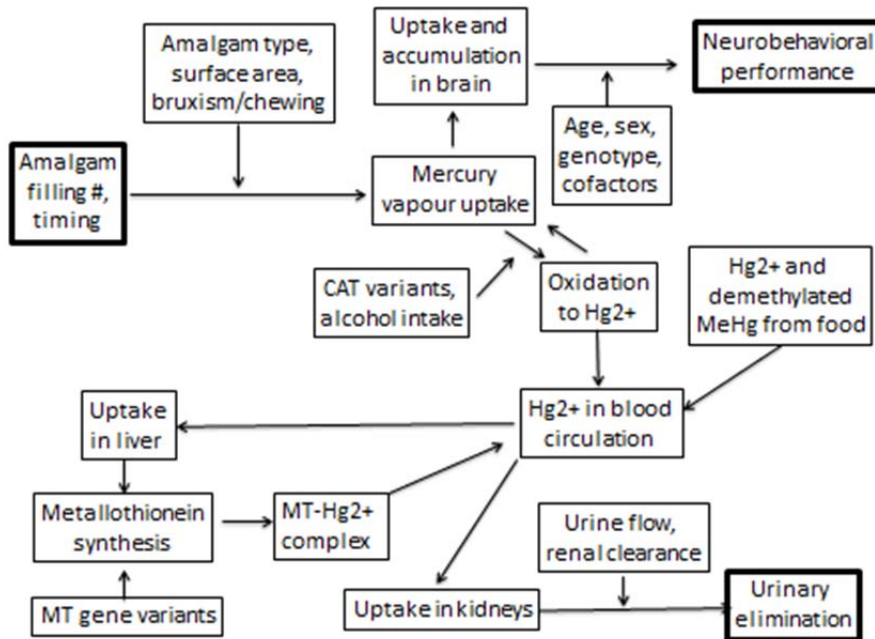 Amalgam type,
surface area,
bruxism/chewing
Uptake and
accumulation
in brain
Neurobehavioral
performance
Amalgam
filling #,
timing
Mercury
vapour uptake
Age, sex,
genotype,
cofactors
CAT variants,
alcohol intake
Oxidation
to Hg2+
Hg2+ and
demethylated
MeHg from food
Uptake
in liver
Hg2+ in blood
circulation
Metallothionein
synthesis
MT-Hg2+
complex
Urine flow,
renal clearance
MT gene variants
Uptake in kidneys
Urinary
elimination